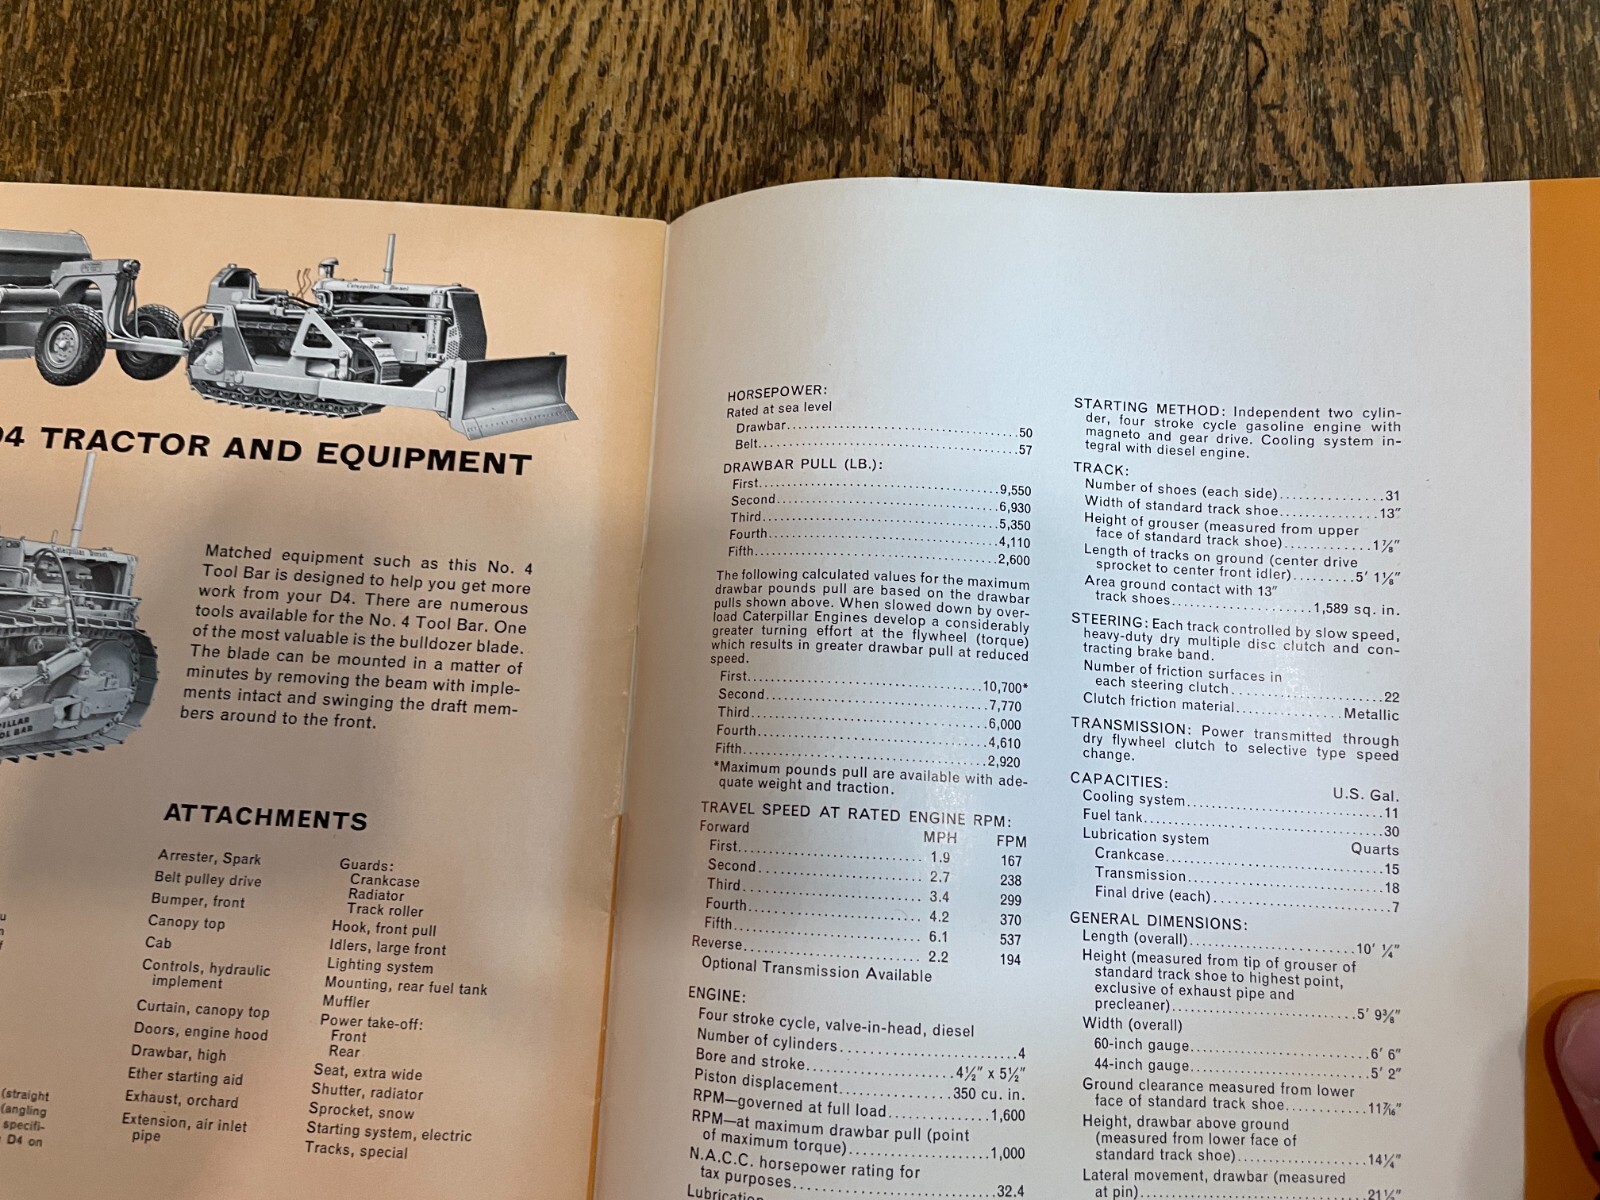 Caterpillar Diesel
D4 TRACTOR AND EQUIPMENT
Matched equipment such as this No. 4
Tool Bar is designed to help you get more
work from your D4. There are numerous
tools available for the No. 4 Tool Bar. One
of the most valuable is the bulldozer blade.
The blade can be mounted in a matter of
minutes by removing the beam with imple-
ments intact and swinging the draft mem-
bers around to the front.
ATTACHMENTS
Arrester, Spark
Belt pulley drive
Bumper, front
Canopy top
Cab
Controls, hydraulic
implement
Curtain, canopy top
Doors, engine hood
Drawbar, high
Ether starting aid
Exhaust, orchard
Extension, air inlet
pipe
Guards:
Crankcase
Radiator
Track roller
Hook, front pull
Idlers, large front
Lighting system
Mounting, rear fuel tank
Muffler
Power take-off:
Front
Rear
Seat, extra wide
Shutter, radiator
Sprocket, snow
Starting system, electric
Tracks, special
(straight
(angling
specifi-
D4 on
HORSEPOWER:
Rated at sea level
Drawbar....................................50
Belt..........................................57
DRAWBAR PULL (LB.):
First......................................9,550
Second..................................6,930
Third.....................................5,350
Fourth...................................4,110
Fifth......................................2,600
The following calculated values for the maximum
drawbar pounds pull are based on the drawbar
pulls shown above. When slowed down by over-
load Caterpillar Engines develop a considerably
greater turning effort at the flywheel (torque)
which results in greater drawbar pull at reduced
speed.
First....................................10,700*
Second..................................7,770
Third.....................................6,000
Fourth...................................4,610
Fifth......................................2,920
*Maximum pounds pull are available with ade-
quate weight and traction.
TRAVEL SPEED AT RATED ENGINE RPM:
Forward MPH FPM
First............................ 1.9 167
Second........................ 2.7 238
Third........................... 3.4 299
Fourth......................... 4.2 370
Fifth............................ 6.1 537
Reverse........................... 2.2 194
Optional Transmission Available
ENGINE:
Four stroke cycle, valve-in-head, diesel
Number of cylinders............................4
Bore and stroke......................4½" x 5½"
Piston displacement.................350 cu. in.
RPM—governed at full load...............1,600
RPM—at maximum drawbar pull (point
of maximum torque).....................1,000
N.A.C.C. horsepower rating for
tax purposes...............................32.4
Lubrication
STARTING METHOD: Independent two cylin-
der, four stroke cycle gasoline engine with
magneto and gear drive. Cooling system in-
tegral with diesel engine.
TRACK:
Number of shoes (each side)...............31
Width of standard track shoe..............13"
Height of grouser (measured from upper
face of standard track shoe)............1⅞"
Length of tracks on ground (center drive
sprocket to center front idler).........5' 1⅛"
Area ground contact with 13"
track shoes.....................1,589 sq. in.
STEERING: Each track controlled by slow speed,
heavy-duty dry multiple disc clutch and con-
tracting brake band.
Number of friction surfaces in
each steering clutch......................22
Clutch friction material...............Metallic
TRANSMISSION: Power transmitted through
dry flywheel clutch to selective type speed
change.
CAPACITIES: U.S. Gal.
Cooling system..............................11
Fuel tank.....................................30
Lubrication system Quarts
Crankcase.................................15
Transmission..............................18
Final drive (each)..........................7
GENERAL DIMENSIONS:
Length (overall)........................10' ¼"
Height (measured from tip of grouser of
standard track shoe to highest point,
exclusive of exhaust pipe and
precleaner)............................5' 9⅜"
Width (overall)
60-inch gauge...........................6' 6"
44-inch gauge...........................5' 2"
Ground clearance measured from lower
face of standard track shoe............11⁷⁄₁₆"
Height, drawbar above ground
(measured from lower face of
standard track shoe)...................14¼"
Lateral movement, drawbar (measured
at pin)...................................21½"